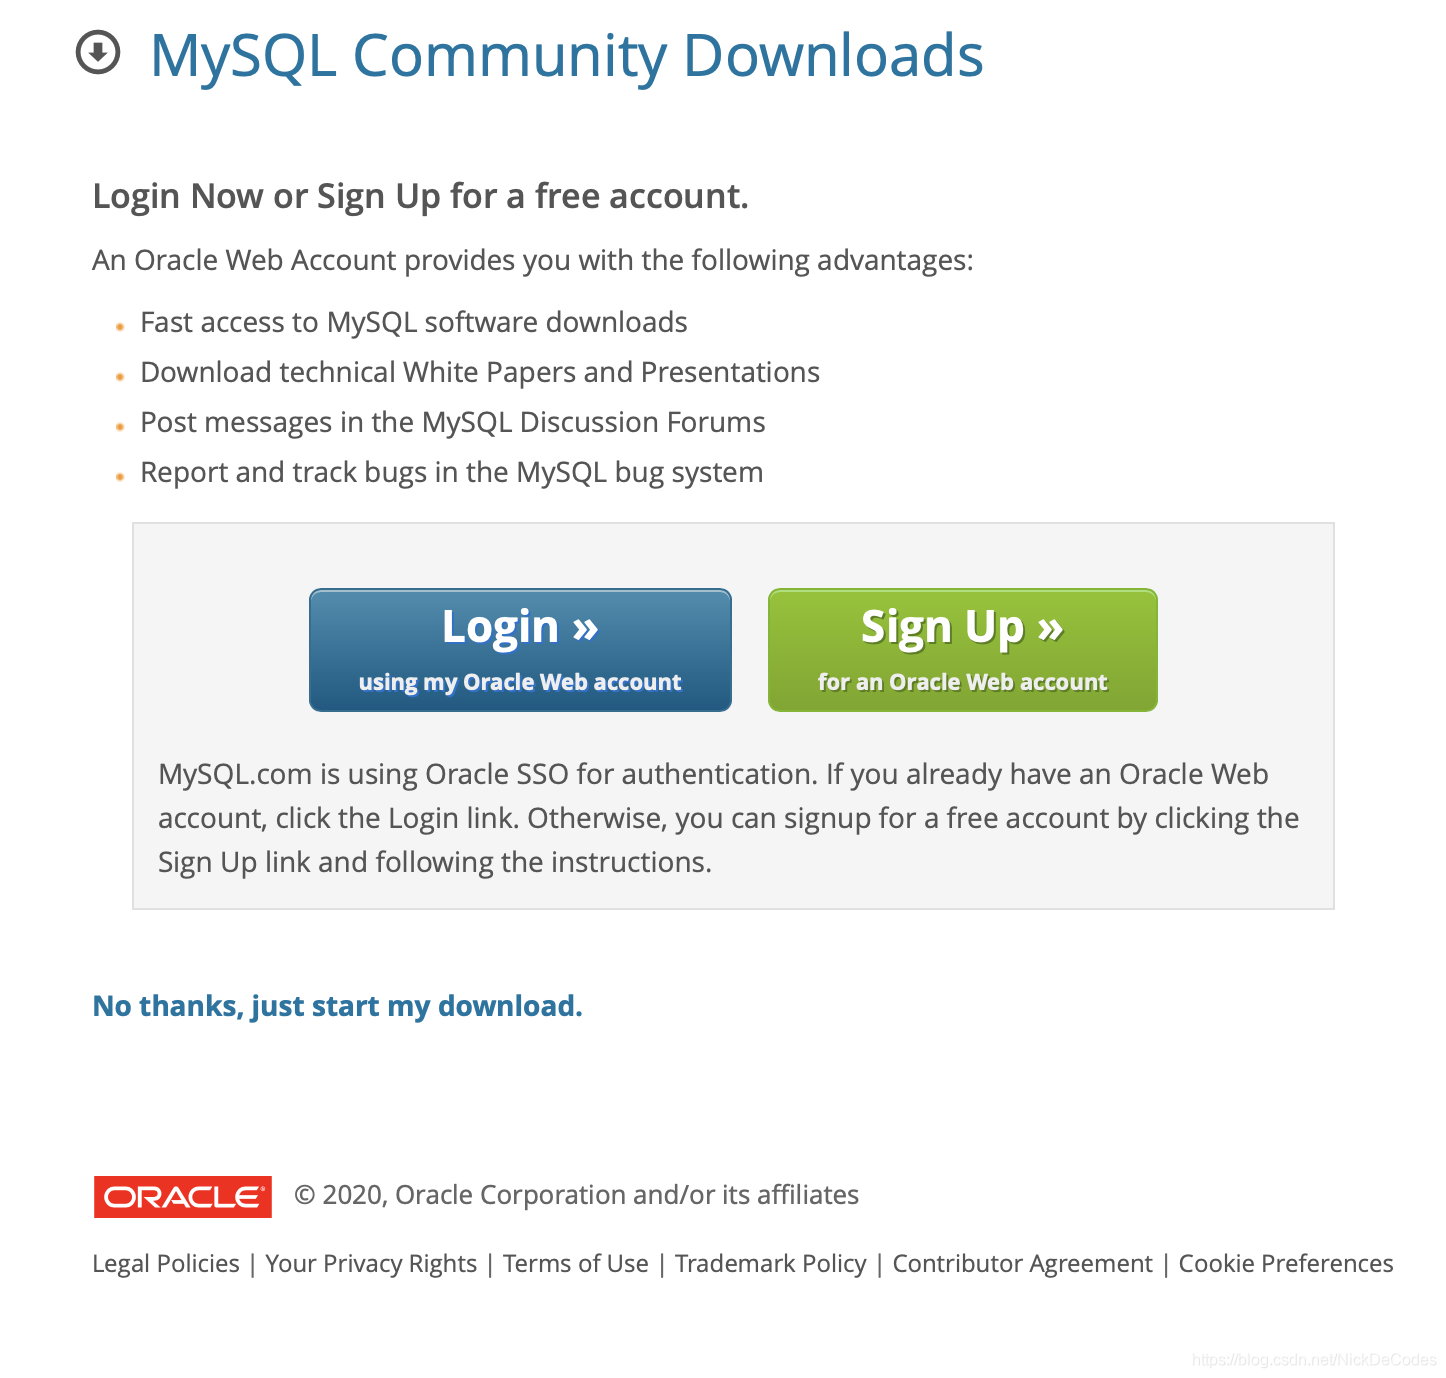 MySQL Community Downloads
Login Now or Sign Up for a free account.
An Oracle Web Account provides you with the following advantages:
Fast access to MySQL software downloads
Download technical White Papers and Presentations
Post messages in the MySQL Discussion Forums
Report and track bugs in the MySQL bug system
Login »
using my Oracle Web account
Sign Up »
for an Oracle Web account
MySQL.com is using Oracle SSO for authentication. If you already have an Oracle Web
account, click the Login link. Otherwise, you can signup for a free account by clicking the
Sign Up link and following the instructions.
No thanks, just start my download.
ORACLE® © 2020, Oracle Corporation and/or its affiliates
Legal Policies | Your Privacy Rights | Terms of Use | Trademark Policy | Contributor Agreement | Cookie Preferences
https://blog.csdn.net/NickDeCodes